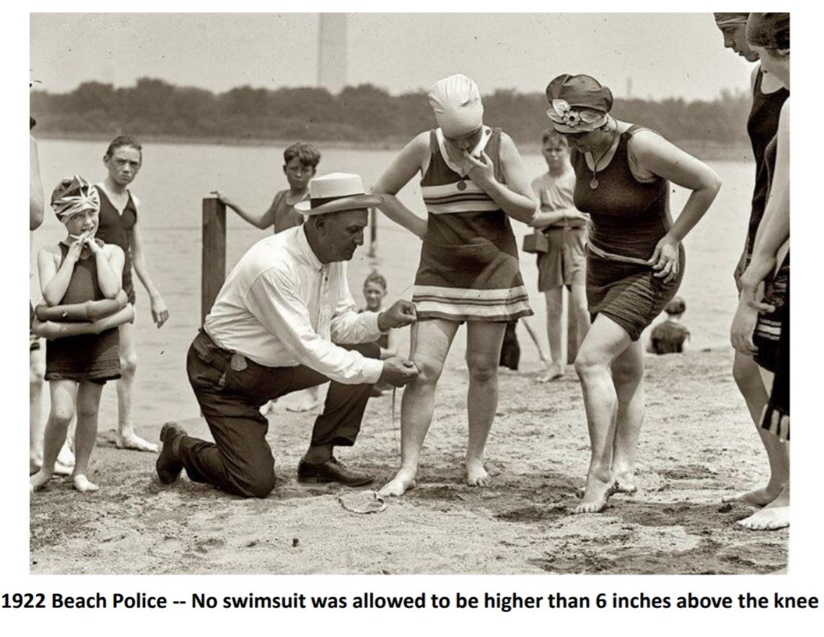 1922 Beach Police -- No swimsuit was allowed to be higher than 6 inches above the knee